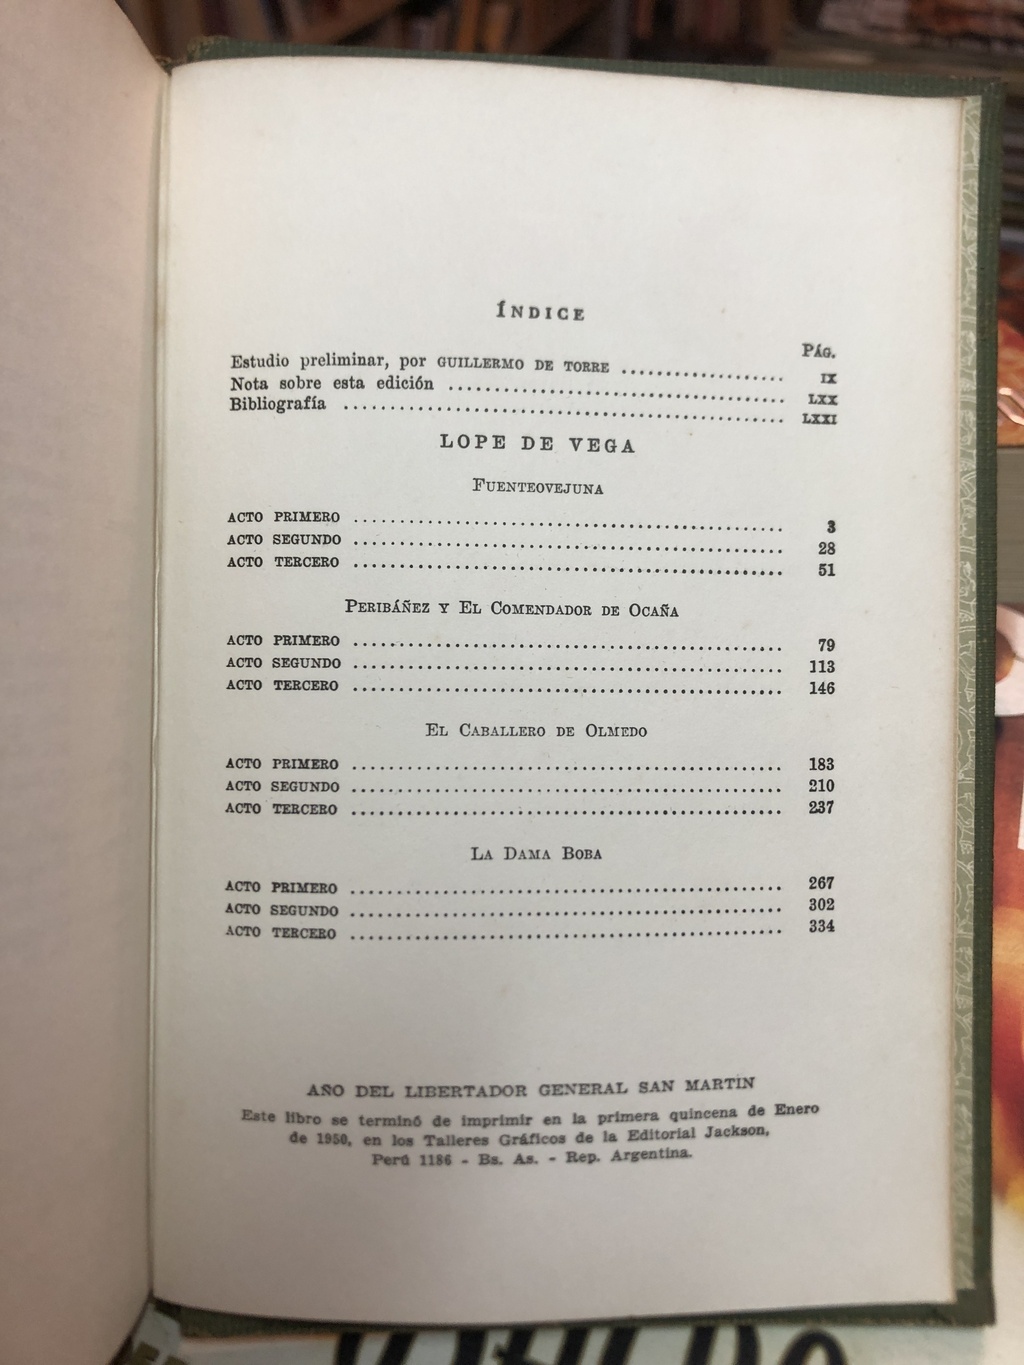 ÍNDICE
PÁG.
Estudio preliminar, por GUILLERMO DE TORRE .................. IX
Nota sobre esta edición .................. LXX
Bibliografía .................. LXXI
LOPE DE VEGA
FUENTEOVEJUNA
ACTO PRIMERO .................. 3
ACTO SEGUNDO .................. 28
ACTO TERCERO .................. 51
PERIBÁÑEZ Y EL COMENDADOR DE OCAÑA
ACTO PRIMERO .................. 79
ACTO SEGUNDO .................. 113
ACTO TERCERO .................. 146
EL CABALLERO DE OLMEDO
ACTO PRIMERO .................. 183
ACTO SEGUNDO .................. 210
ACTO TERCERO .................. 237
LA DAMA BOBA
ACTO PRIMERO .................. 267
ACTO SEGUNDO .................. 302
ACTO TERCERO .................. 334
AÑO DEL LIBERTADOR GENERAL SAN MARTIN
Este libro se terminó de imprimir en la primera quincena de Enero
de 1950, en los Talleres Gráficos de la Editorial Jackson,
Perú 1186 - Bs. As. - Rep. Argentina.